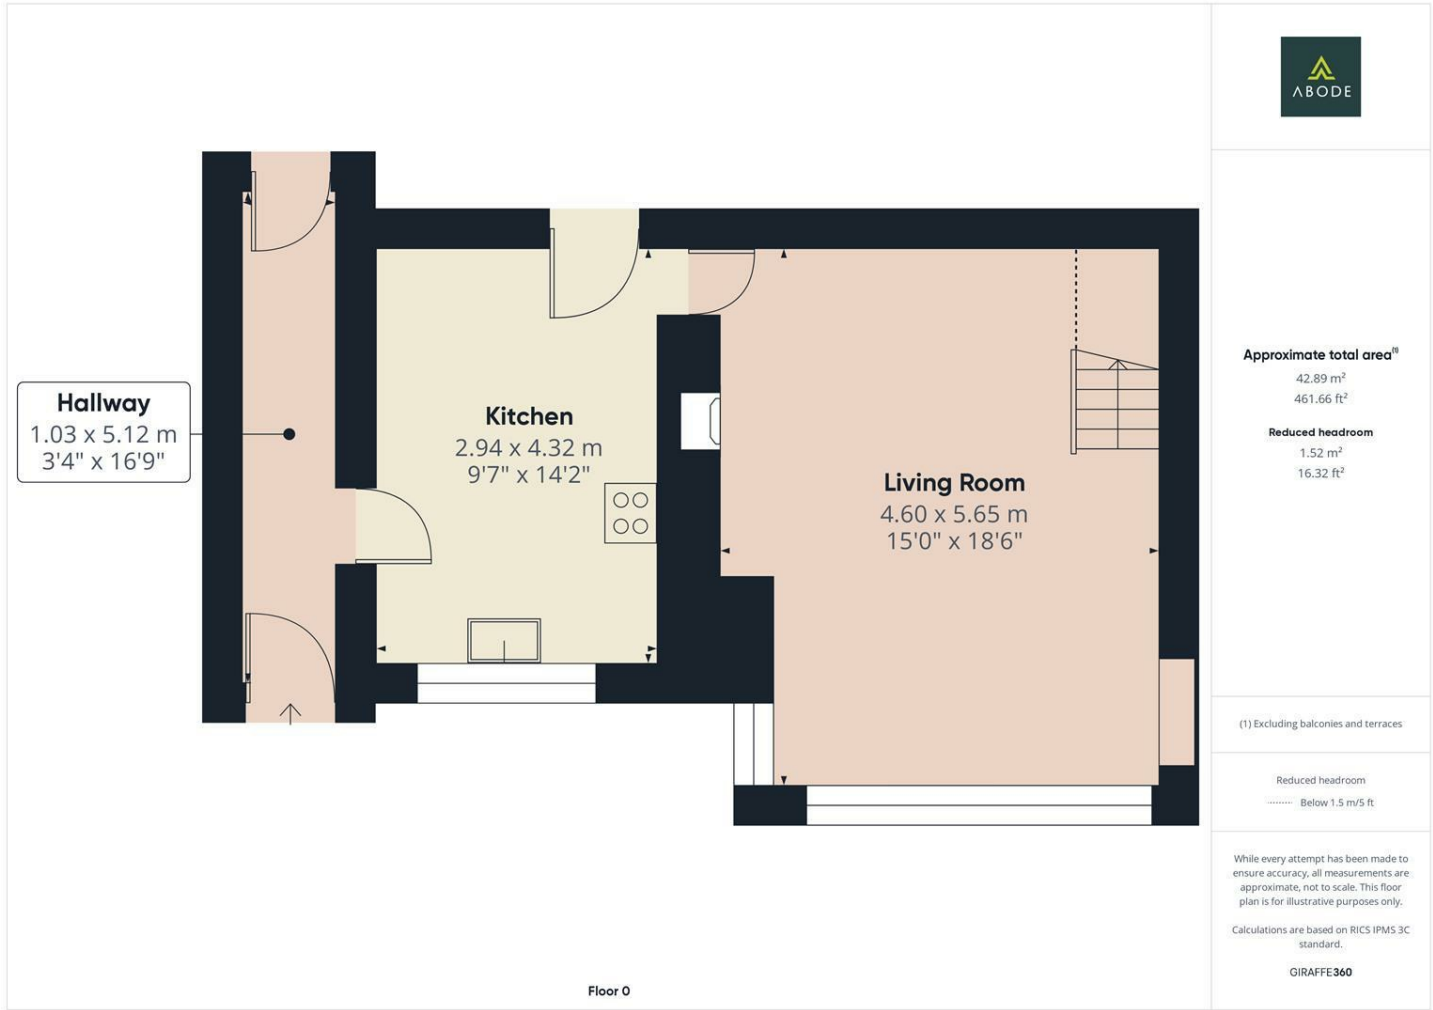 ABODE
Hallway
1.03 x 5.12 m
3'4" x 16'9"
Kitchen
2.94 x 4.32 m
9'7" x 14'2"
Living Room
4.60 x 5.65 m
15'0" x 18'6"
Floor 0
Approximate total area(1)
42.89 m²
461.66 ft²
Reduced headroom
1.52 m²
16.32 ft²
(1) Excluding balconies and terraces
Reduced headroom
Below 1.5 m/5 ft
While every attempt has been made to
ensure accuracy, all measurements are
approximate, not to scale. This floor
plan is for illustrative purposes only.
Calculations are based on RICS IPMS 3C
standard.
GIRAFFE360